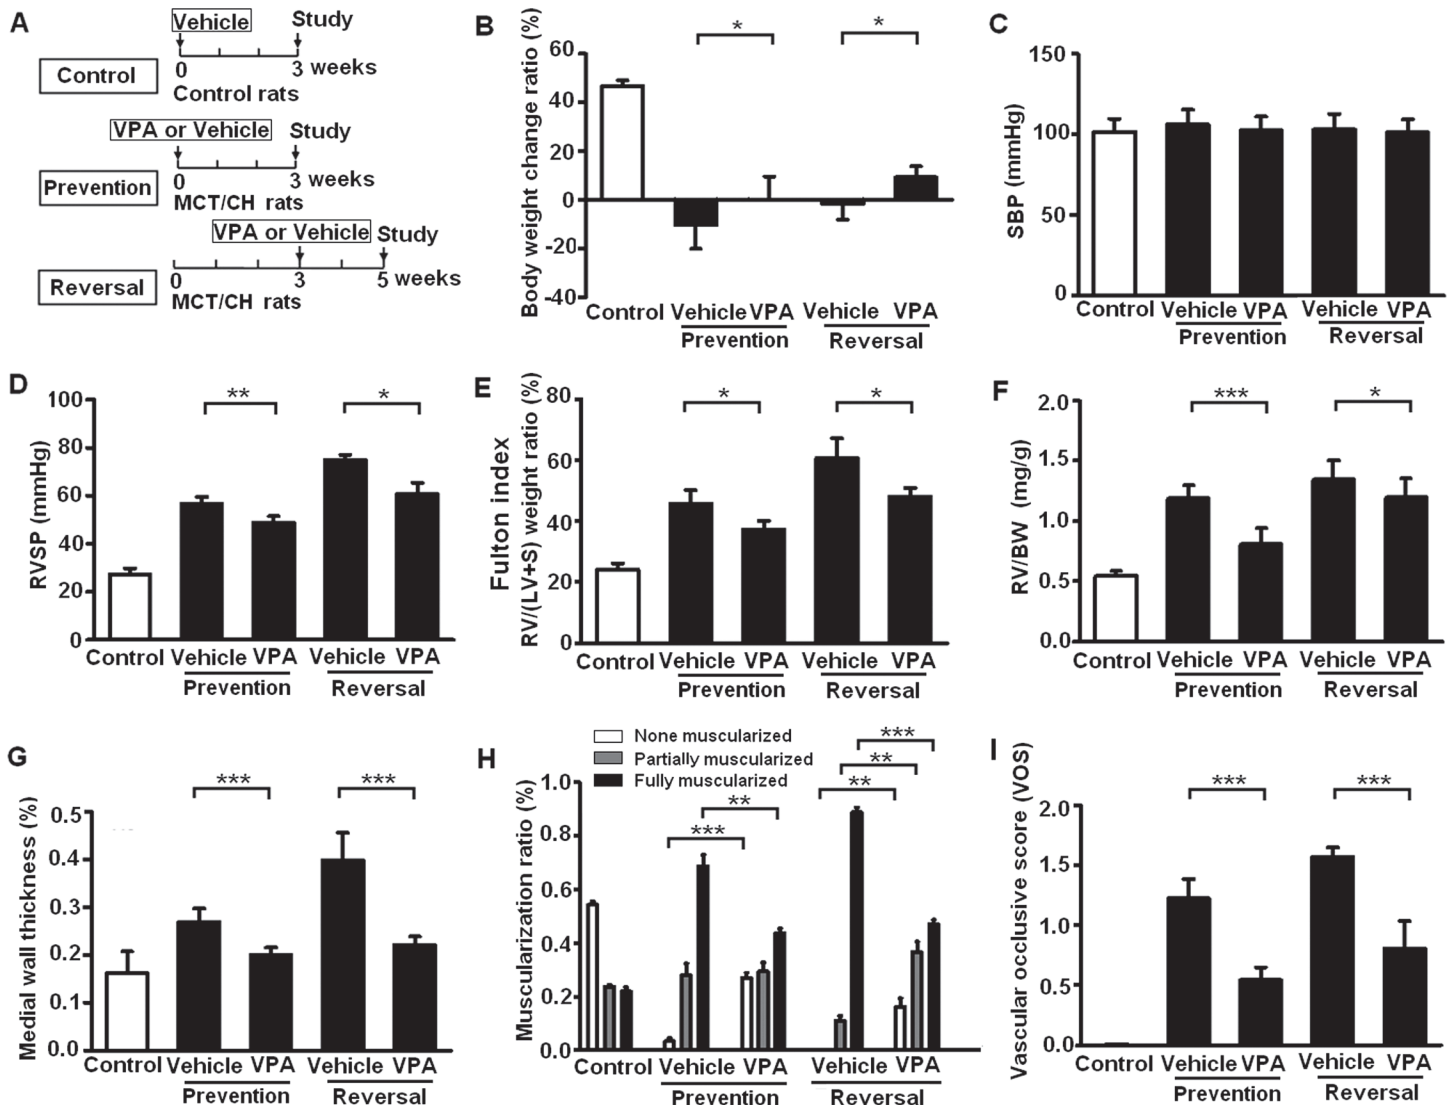 A
Vehicle Study
Control
0 3 weeks
Control rats
VPA or Vehicle Study
Prevention
0 3 weeks
MCT/CH rats
VPA or Vehicle Study
Reversal
0 3 5 weeks
MCT/CH rats
B
Body weight change ratio (%)
60
40
20
0
-20
-40
* *
Control Vehicle VPA Vehicle VPA
Prevention Reversal
C
SBP (mmHg)
150
100
50
0
Control Vehicle VPA Vehicle VPA
Prevention Reversal
D
RVSP (mmHg)
100
80
60
40
20
0
** *
Control Vehicle VPA Vehicle VPA
Prevention Reversal
E
Fulton index
RV/(LV+S) weight ratio (%)
80
60
40
20
0
* *
Control Vehicle VPA Vehicle VPA
Prevention Reversal
F
RV/BW (mg/g)
2.0
1.5
1.0
0.5
0.0
*** *
Control Vehicle VPA Vehicle VPA
Prevention Reversal
G
Medial wall thickness (%)
0.5
0.4
0.3
0.2
0.1
0.0
*** ***
Control Vehicle VPA Vehicle VPA
Prevention Reversal
H
None muscularized
Partially muscularized
Fully muscularized
Muscularization ratio (%)
1.0
0.8
0.6
0.4
0.2
0.0
***
**
**
**
***
Control Vehicle VPA Vehicle VPA
Prevention Reversal
I
Vascular occlusive score (VOS)
2.0
1.5
1.0
0.5
0.0
*** ***
Control Vehicle VPA Vehicle VPA
Prevention Reversal